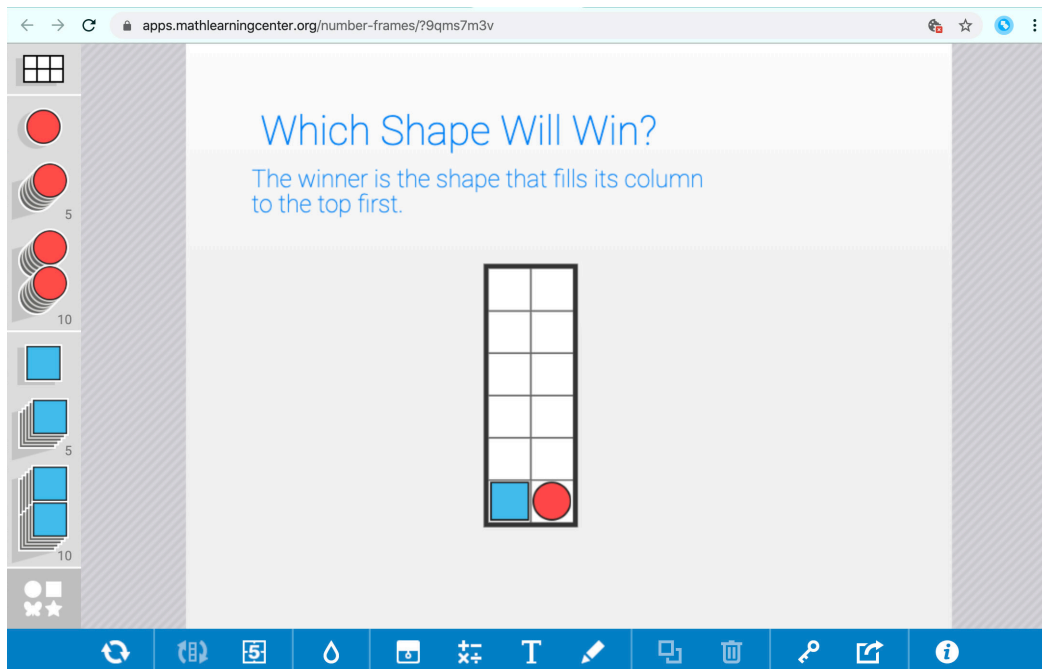 apps.mathlearningcenter.org/number-frames/?9qms7m3v
Which Shape Will Win?
The winner is the shape that fills its column
to the top first.
5
10
5
10
5
T
i